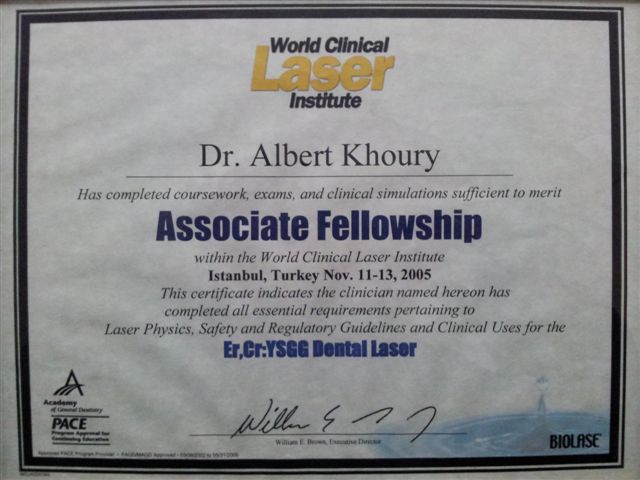 World Clinical
Laser
Institute
Dr. Albert Khoury
Has completed coursework, exams, and clinical simulations sufficient to merit
Associate Fellowship
within the World Clinical Laser Institute
Istanbul, Turkey Nov. 11-13, 2005
This certificate indicates the clinician named hereon has
completed all essential requirements pertaining to
Laser Physics, Safety and Regulatory Guidelines and Clinical Uses for the
Er,Cr:YSGG Dental Laser
Academy
of General Dentistry
PACE
Program Approval for
Continuing Education
William E. Brown, Executive Director
BIOLASE
Approved PACE Program Provider